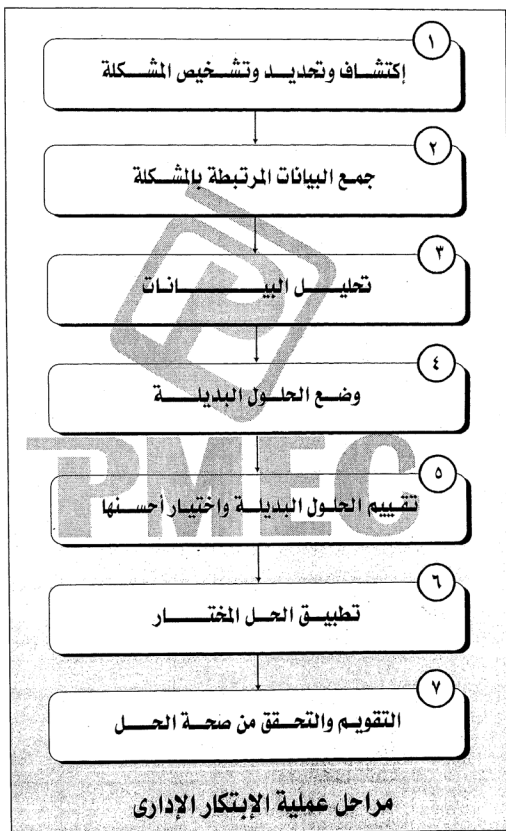 ١
إكتشاف وتحديد وتشخيص المشكلة
٢
جمع البيانات المرتبطة بالمشكلة
٣
تحليل البيانات
٤
وضع الحلول البديلة
PMEC
٥
تقييم الحلول البديلة واختيار أحسنها
٦
تطبيق الحل المختار
٧
التقويم والتحقق من صحة الحل
مراحل عملية الإبتكار الإدارى